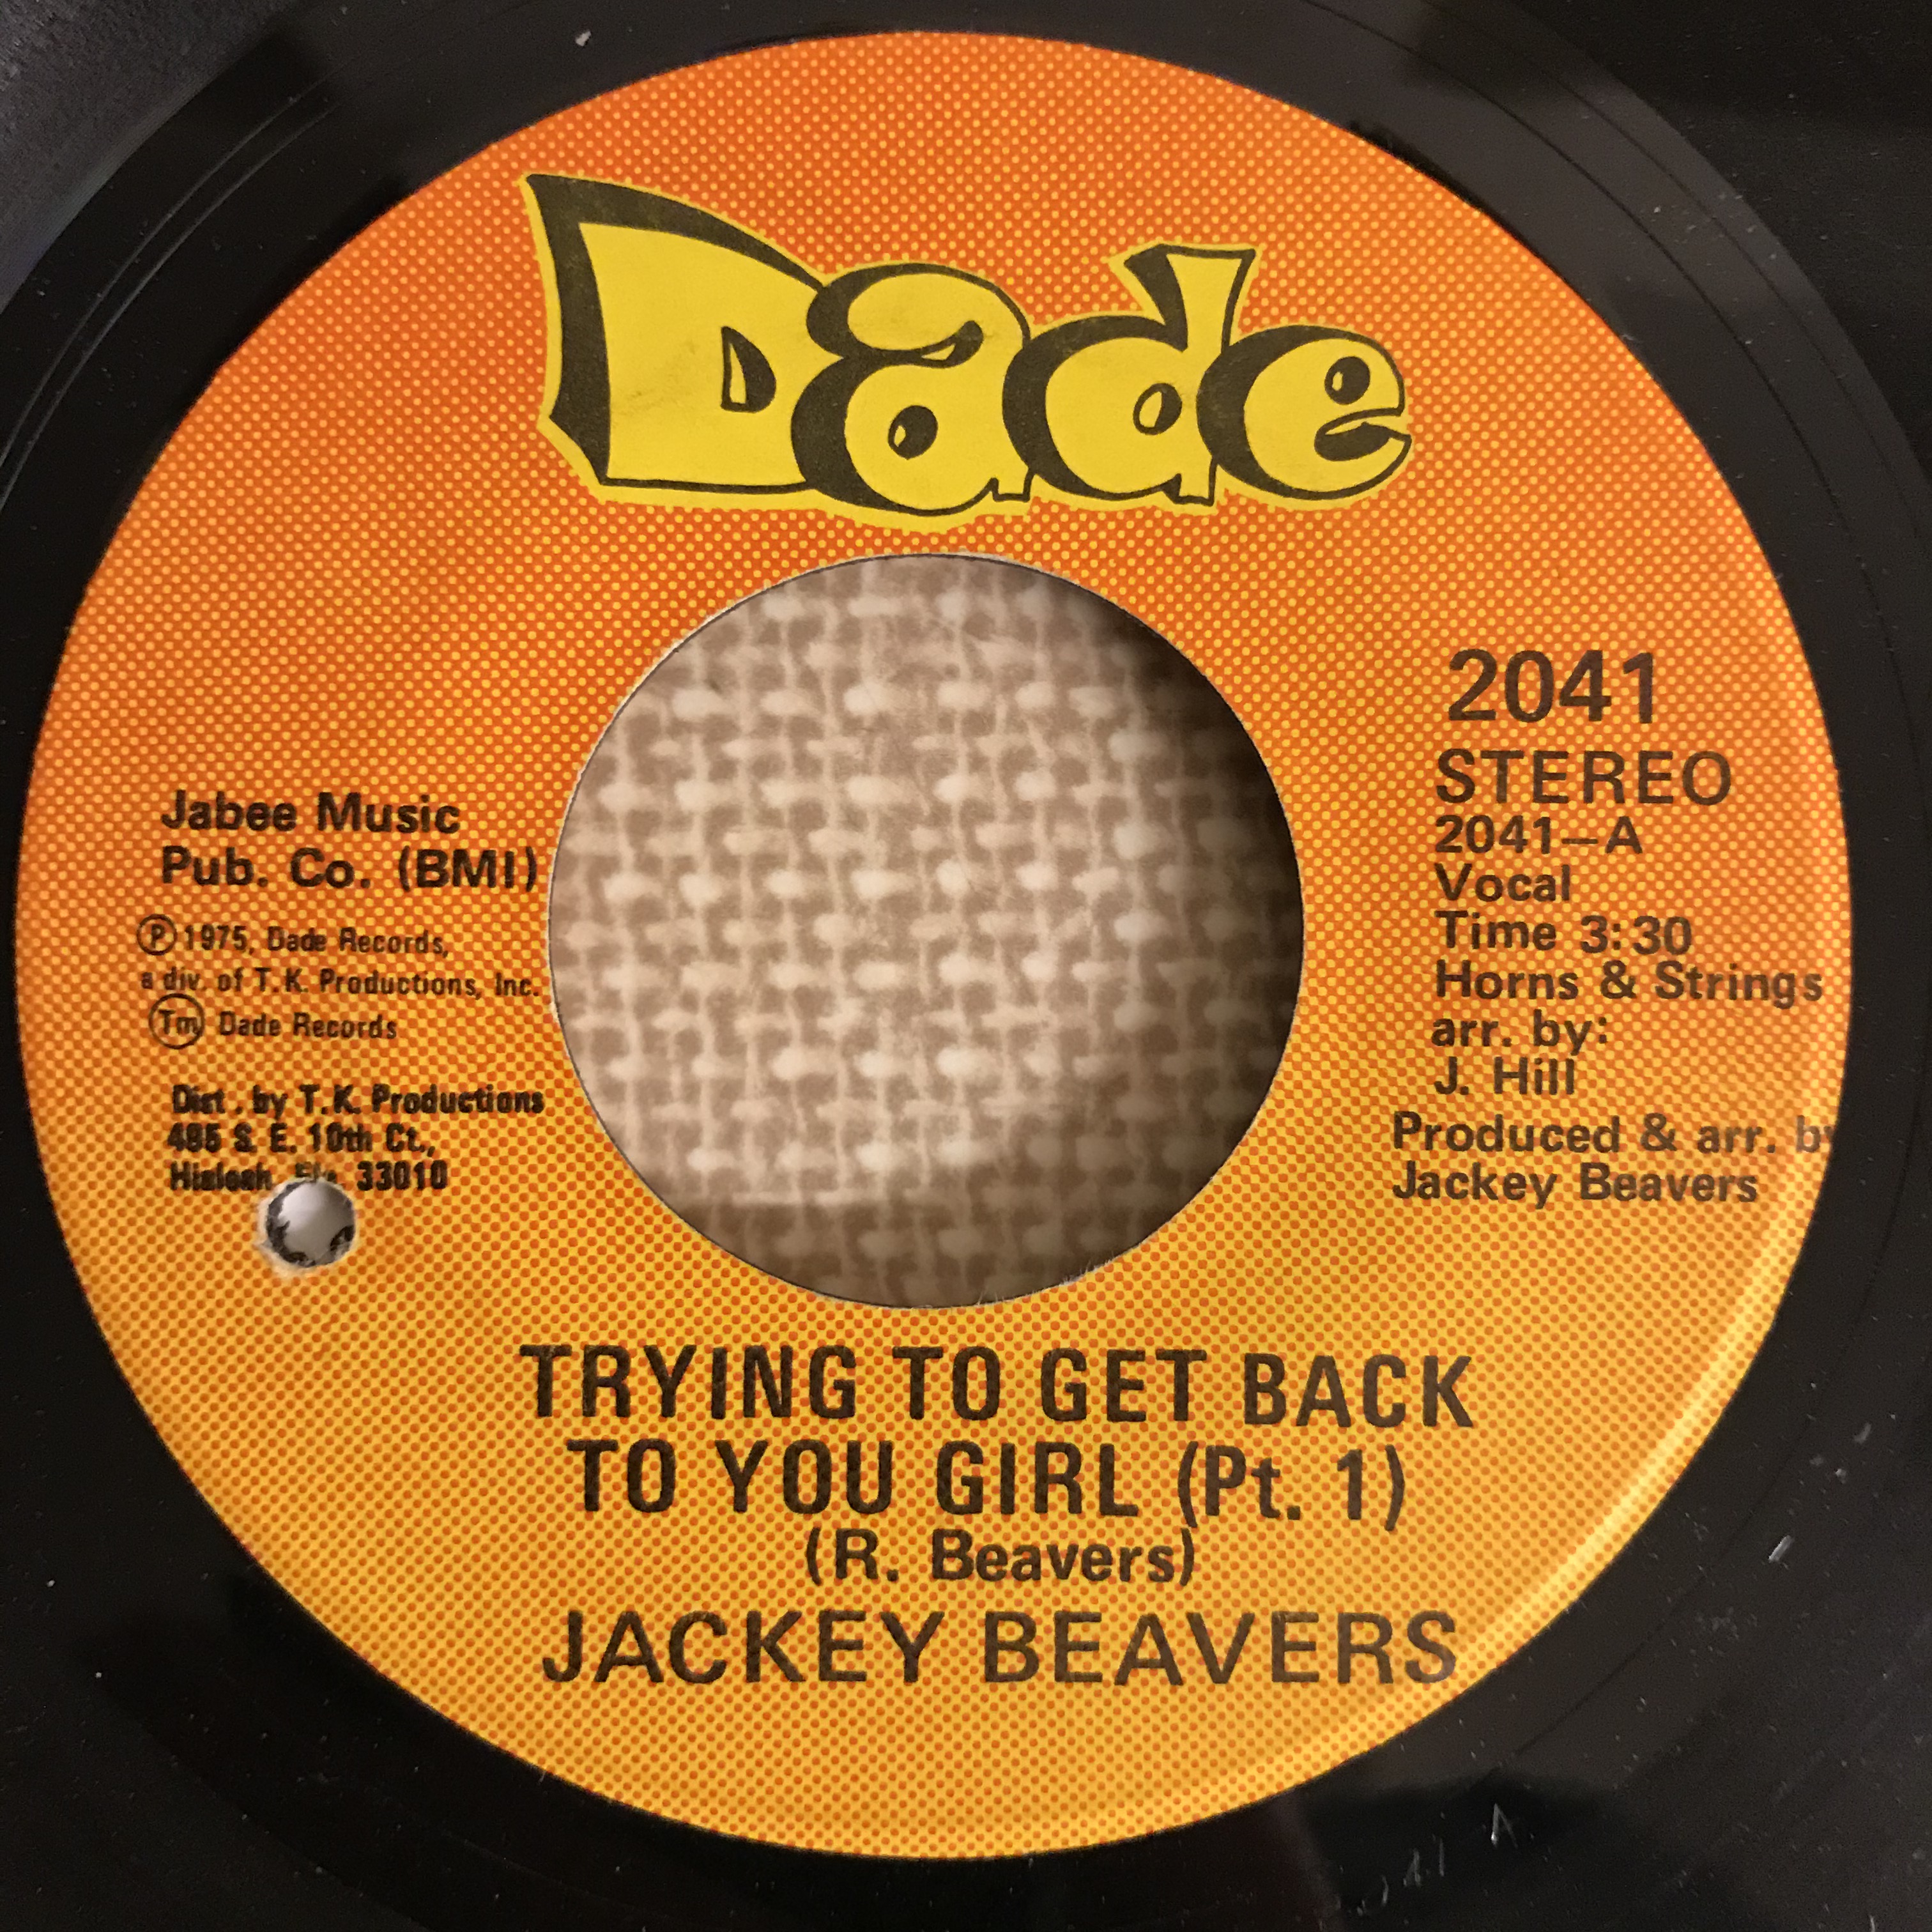 Dade
2041
STEREO
2041—A
Vocal
Time 3:30
Horns & Strings
arr. by:
J. Hill
Produced & arr. by
Jackey Beavers
Jabee Music
Pub. Co. (BMI)
Ⓟ 1975, Dade Records,
a div. of T.K. Productions, Inc.
Tm Dade Records
Dist. by T.K. Productions
495 S. E. 10th Ct.,
Hialeah, Fla. 33010
TRYING TO GET BACK
TO YOU GIRL (Pt. 1)
(R. Beavers)
JACKEY BEAVERS